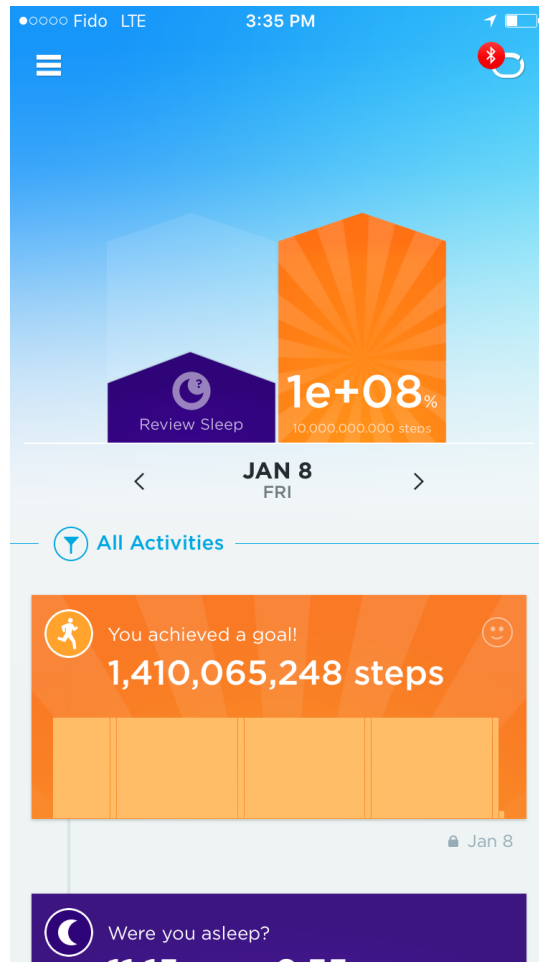 Fido LTE 3:35 PM
?
Review Sleep
1e+08%
10.000.000.000 steps
JAN 8
FRI
All Activities
You achieved a goal!
1,410,065,248 steps
Jan 8
Were you asleep?